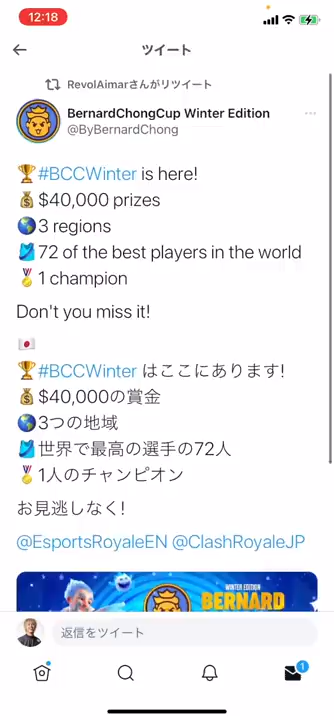 12:18
ツイート
RevolAimarさんがリツイート
BernardChongCup Winter Edition
@ByBernardChong
🏆#BCCWinter is here!
💰$40,000 prizes
🌎3 regions
🎽72 of the best players in the world
🏅1 champion
Don't you miss it!
🇯🇵
🏆#BCCWinter はここにあります!
💰$40,000の賞金
🌎3つの地域
🎽世界で最高の選手の72人
🏅1人のチャンピオン
お見逃しなく!
@EsportsRoyaleEN @ClashRoyaleJP
WINTER EDITION
BERNARD
返信をツイート
1